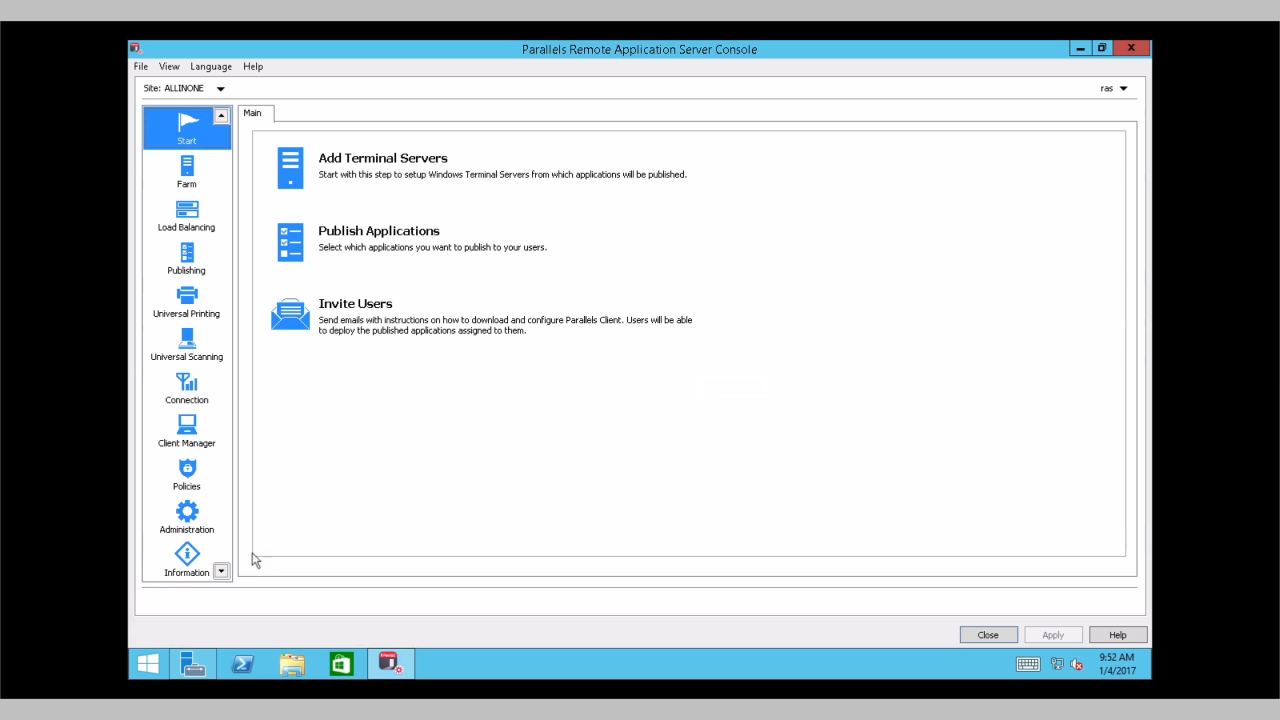 Parallels Remote Application Server Console
File View Language Help
Site: ALLINONE
ras
Start
Farm
Load Balancing
Publishing
Universal Printing
Universal Scanning
Connection
Client Manager
Policies
Administration
Information
Main
Add Terminal Servers
Start with this step to setup Windows Terminal Servers from which applications will be published.
Publish Applications
Select which applications you want to publish to your users.
Invite Users
Send emails with instructions on how to download and configure Parallels Client. Users will be able
to deploy the published applications assigned to them.
Close Apply Help
9:52 AM
1/4/2017